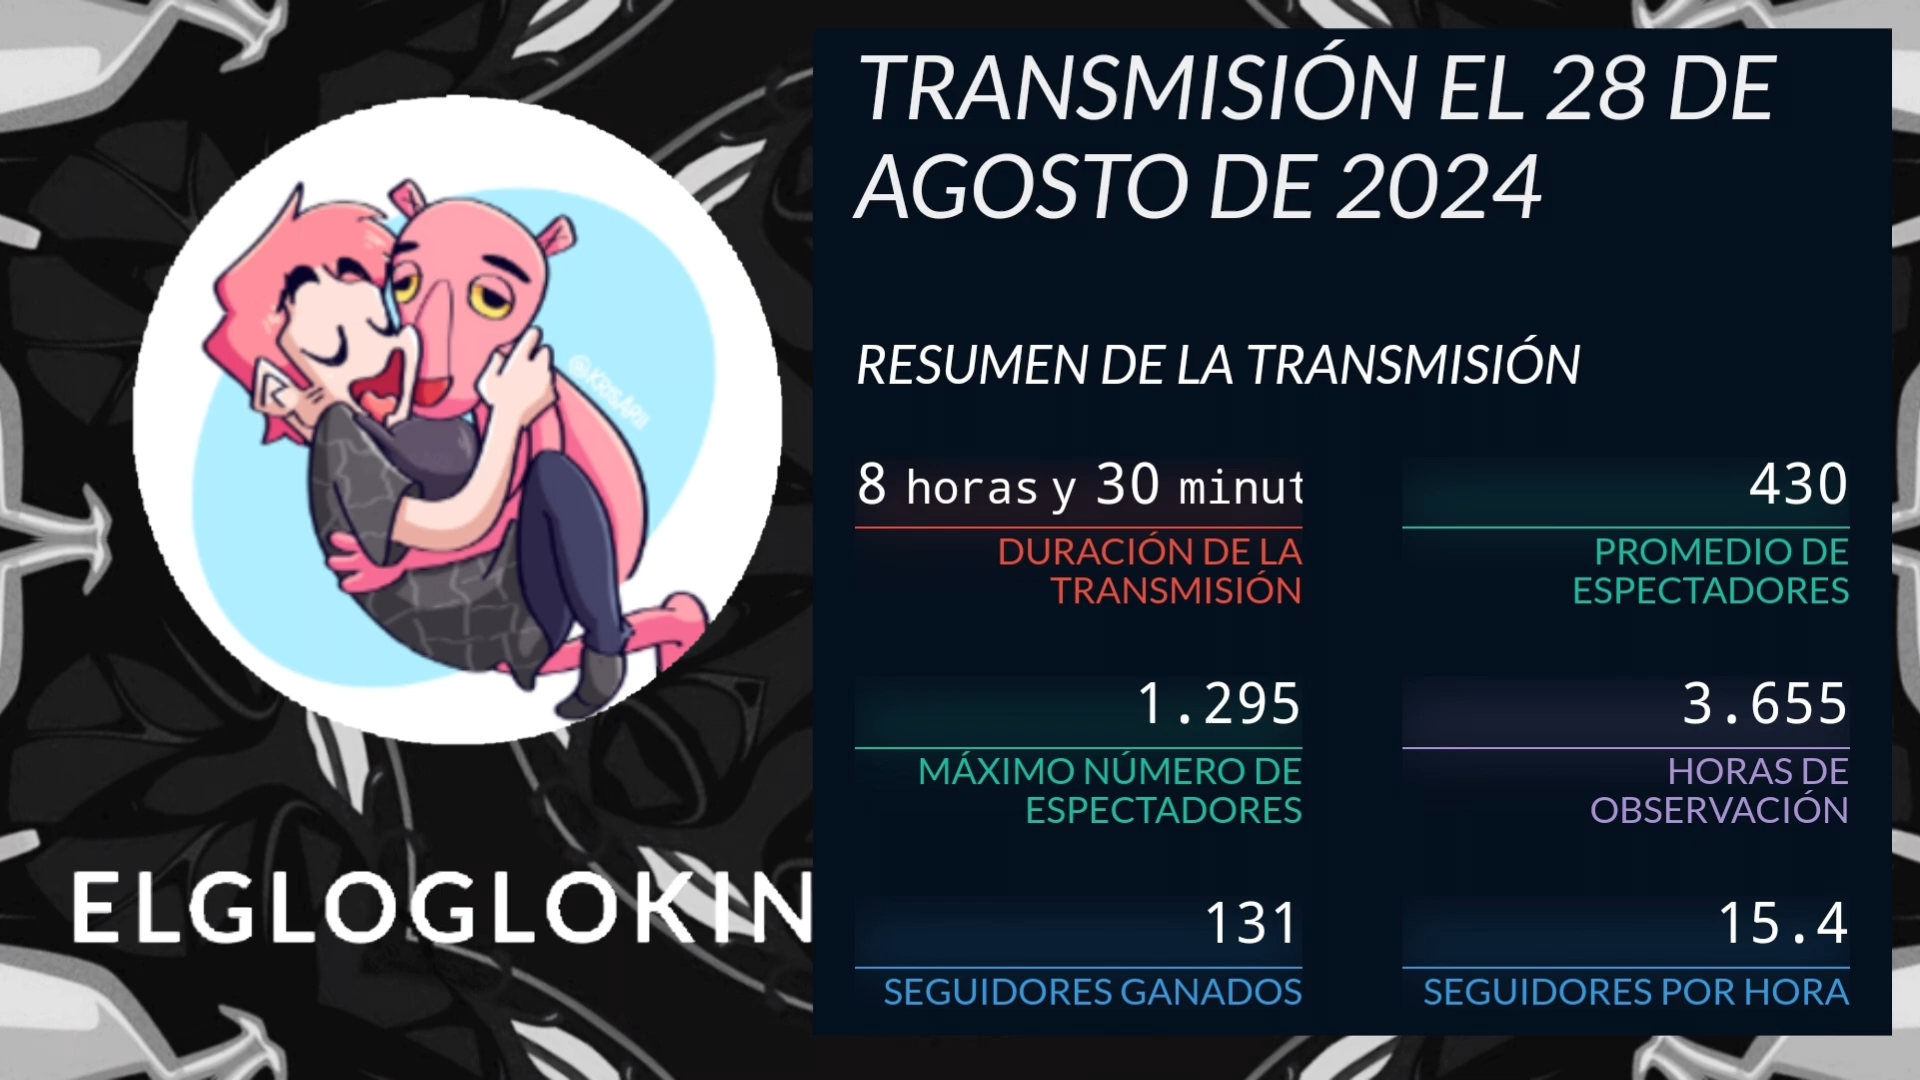 TRANSMISIÓN EL 28 DE
AGOSTO DE 2024
RESUMEN DE LA TRANSMISIÓN
8 horas y 30 minut
DURACIÓN DE LA
TRANSMISIÓN
430
PROMEDIO DE
ESPECTADORES
1.295
MÁXIMO NÚMERO DE
ESPECTADORES
3.655
HORAS DE
OBSERVACIÓN
131
SEGUIDORES GANADOS
15.4
SEGUIDORES POR HORA
@KRISAPIII
ELGLOGLOKIN